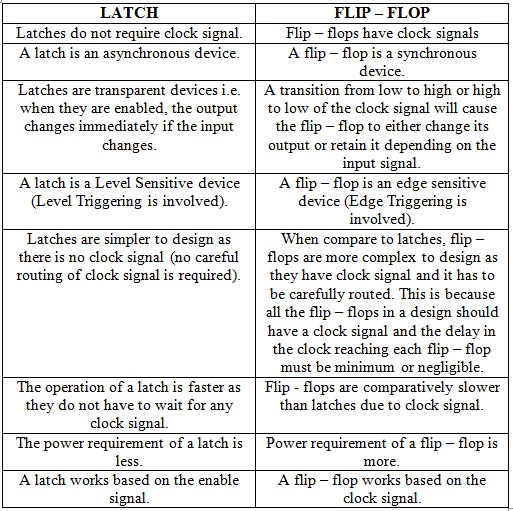 LATCH
FLIP – FLOP
Latches do not require clock signal.
Flip – flops have clock signals
A latch is an asynchronous device.
A flip – flop is a synchronous
device.
Latches are transparent devices i.e.
when they are enabled, the output
changes immediately if the input
changes.
A transition from low to high or high
to low of the clock signal will cause
the flip – flop to either change its
output or retain it depending on the
input signal.
A latch is a Level Sensitive device
(Level Triggering is involved).
A flip – flop is an edge sensitive
device (Edge Triggering is
involved).
Latches are simpler to design as
there is no clock signal (no careful
routing of clock signal is required).
When compare to latches, flip –
flops are more complex to design as
they have clock signal and it has to
be carefully routed. This is because
all the flip – flops in a design should
have a clock signal and the delay in
the clock reaching each flip – flop
must be minimum or negligible.
The operation of a latch is faster as
they do not have to wait for any
clock signal.
Flip - flops are comparatively slower
than latches due to clock signal.
The power requirement of a latch is
less.
Power requirement of a flip – flop is
more.
A latch works based on the enable
signal.
A flip – flop works based on the
clock signal.